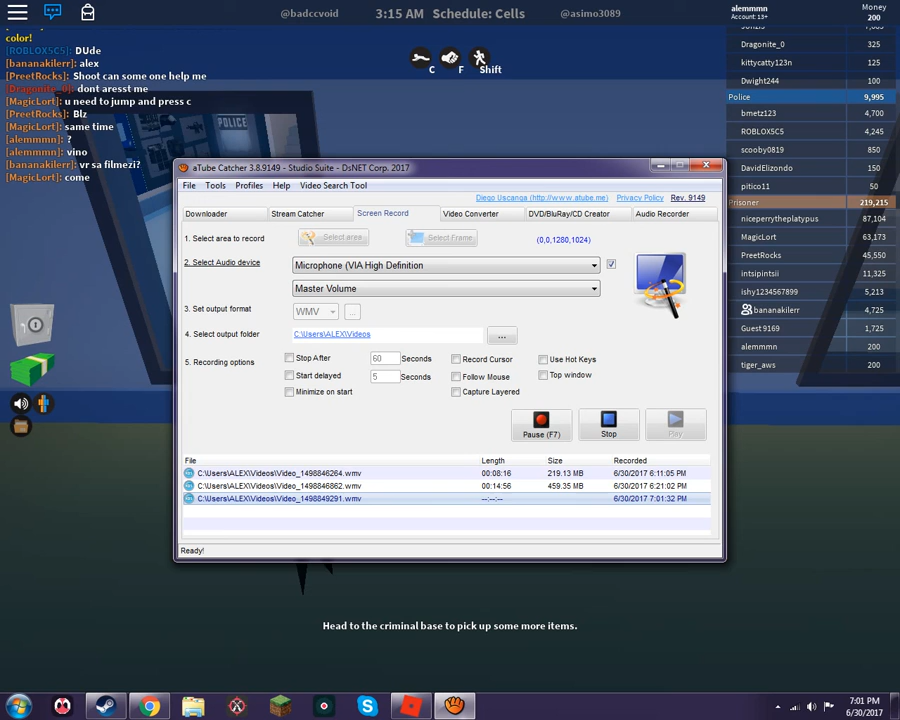 @badccvoid
3:15 AM Schedule: Cells
@asimo3089
alemmmn
Account: 13+
Money
200
color!
[ROBLOX5C5]: DUde
[bananakilerr]: alex
[PreetRocks]: Shoot can some one help me
[Dragonite_0]: dont aresst me
[MagicLort]: u need to jump and press c
[PreetRocks]: Blz
[MagicLort]: same time
[alemmmn]: ?
[alemmmn]: vino
[bananakilerr]: vr sa filmezi?
[MagicLort]: come
C
F
Shift
POLICE
Dragonite_0 325
kittycatty123n 125
Dwight244 100
Police 9,995
bmetz123 4,700
ROBLOX5C5 4,245
scooby0819 850
DavidElizondo 150
pitico11 50
Prisoner 219,215
niceperrytheplatypus 87,104
MagicLort 63,173
PreetRocks 45,550
intsipintsii 11,325
ishy1234567899 5,213
bananakilerr 4,725
Guest 9169 1,725
alemmmn 200
tiger_aws 200
aTube Catcher 3.8.9149 - Studio Suite - DsNET Corp. 2017
File Tools Profiles Help Video Search Tool
Diego Uscanga (http://www.atube.me) Privacy Policy Rev. 9149
Downloader Stream Catcher Screen Record Video Converter DVD/BluRay/CD Creator Audio Recorder
1. Select area to record Select area Select Frame (0,0,1280,1024)
2. Select Audio device Microphone (VIA High Definition
Master Volume
3. Set output format WMV ...
4. Select output folder C:\Users\ALEX\Videos ...
5. Recording options Stop After 60 Seconds Record Cursor Use Hot Keys
Start delayed 5 Seconds Follow Mouse Top window
Minimize on start Capture Layered
Pause (F7) Stop Play
File Length Size Recorded
C:\Users\ALEX\Videos\Video_1498846264.wmv 00:08:16 219.13 MB 6/30/2017 6:11:05 PM
C:\Users\ALEX\Videos\Video_1498846862.wmv 00:14:56 459.35 MB 6/30/2017 6:21:02 PM
C:\Users\ALEX\Videos\Video_1498849291.wmv --:--:-- 6/30/2017 7:01:32 PM
Ready!
Head to the criminal base to pick up some more items.
7:01 PM
6/30/2017